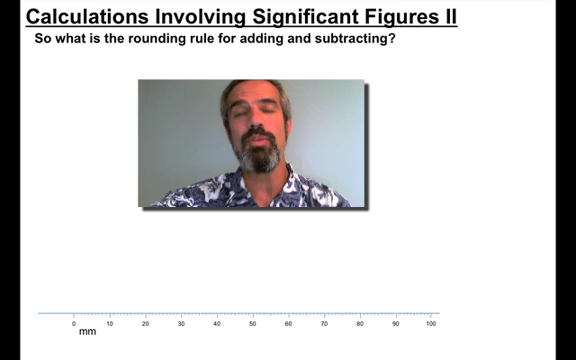 Calculations Involving Significant Figures II
So what is the rounding rule for adding and subtracting?
0 10 20 30 40 50 60 70 80 90 100
mm